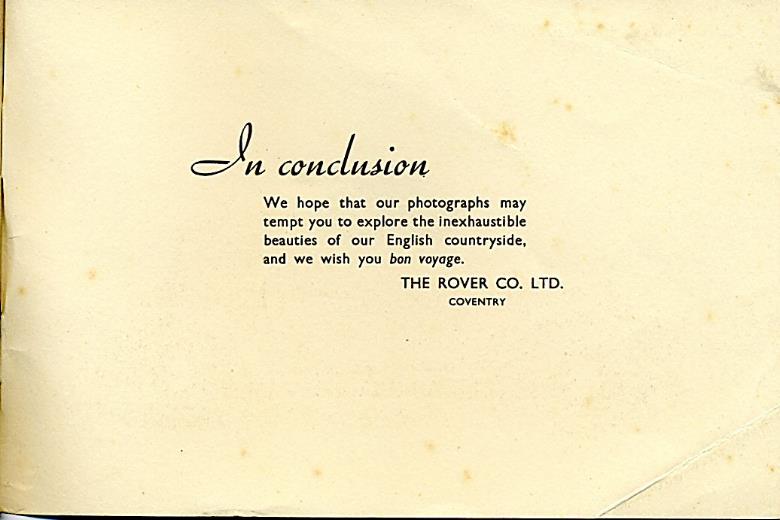 In conclusion
We hope that our photographs may
tempt you to explore the inexhaustible
beauties of our English countryside,
and we wish you bon voyage.
THE ROVER CO. LTD.
COVENTRY